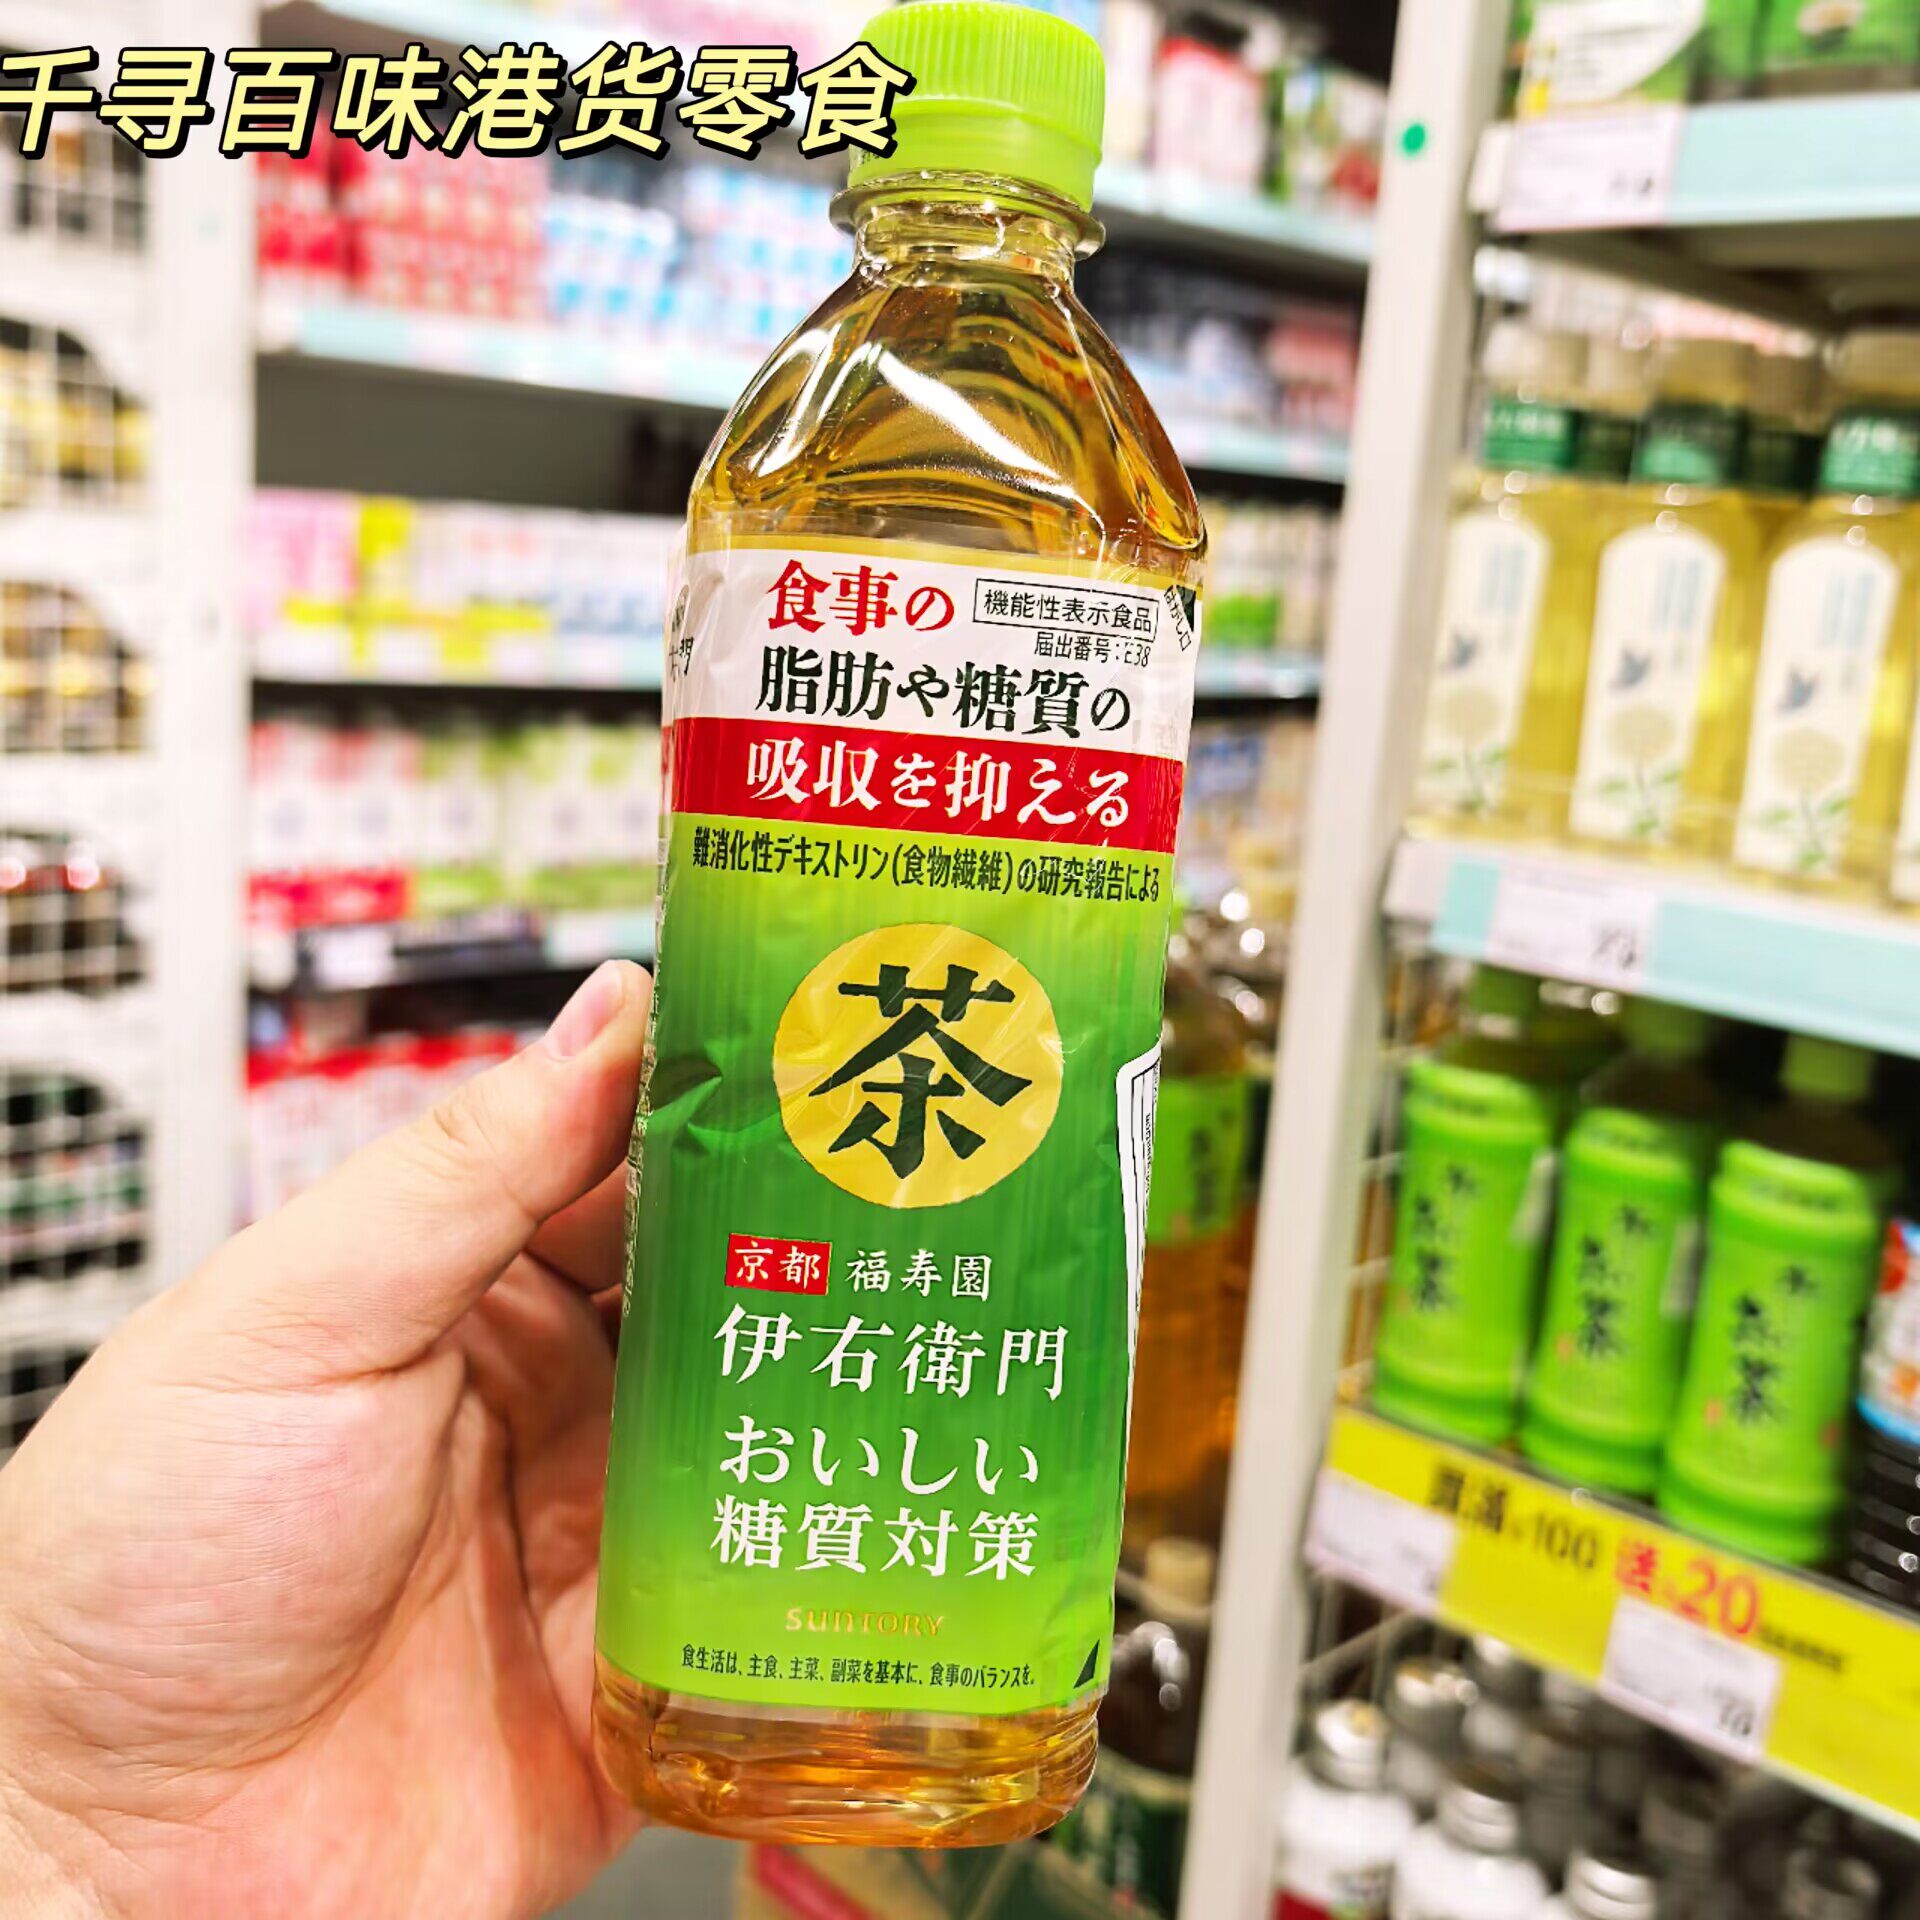 千寻百味港货零食
食事の
機能性表示食品
届出番号:E38
脂肪や糖質の
吸収を抑える
難消化性デキストリン(食物繊維)の研究報告による
茶
京都 福寿園
伊右衛門
おいしい
糖質対策
SUNTORY
食生活は、主食、主菜、副菜を基本に、食事のバランスを。
100 送 20